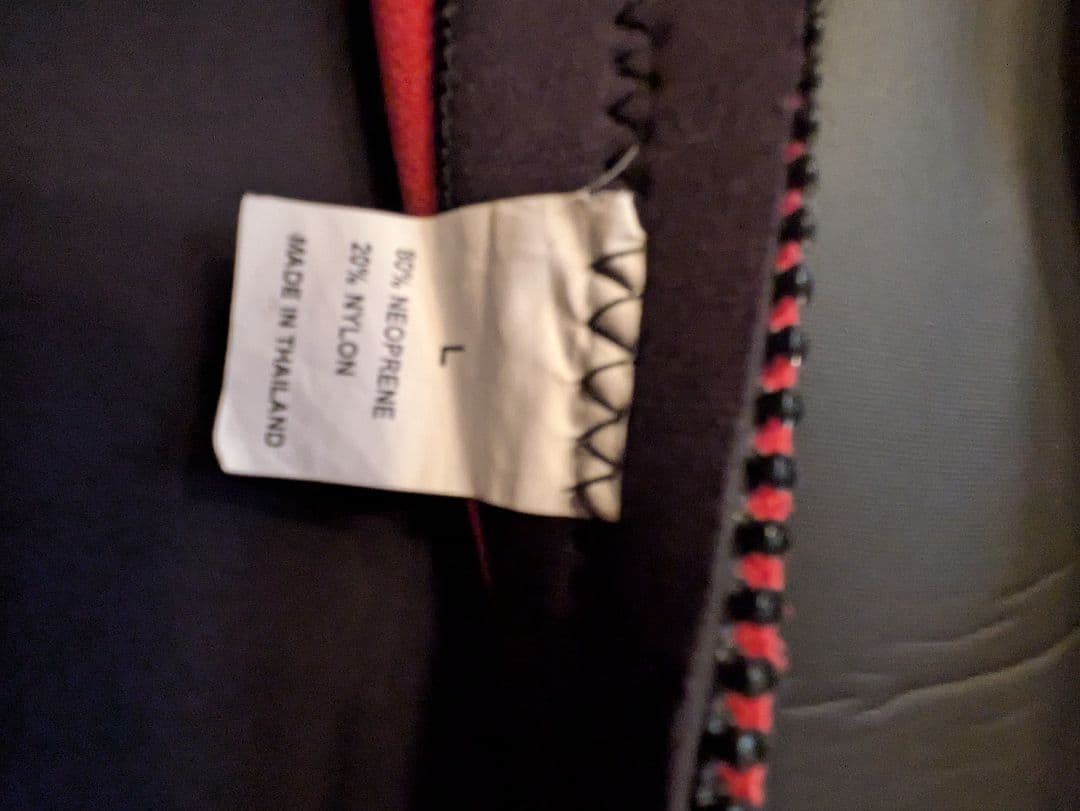 L
80% NEOPRENE
20% NYLON
MADE IN THAILAND